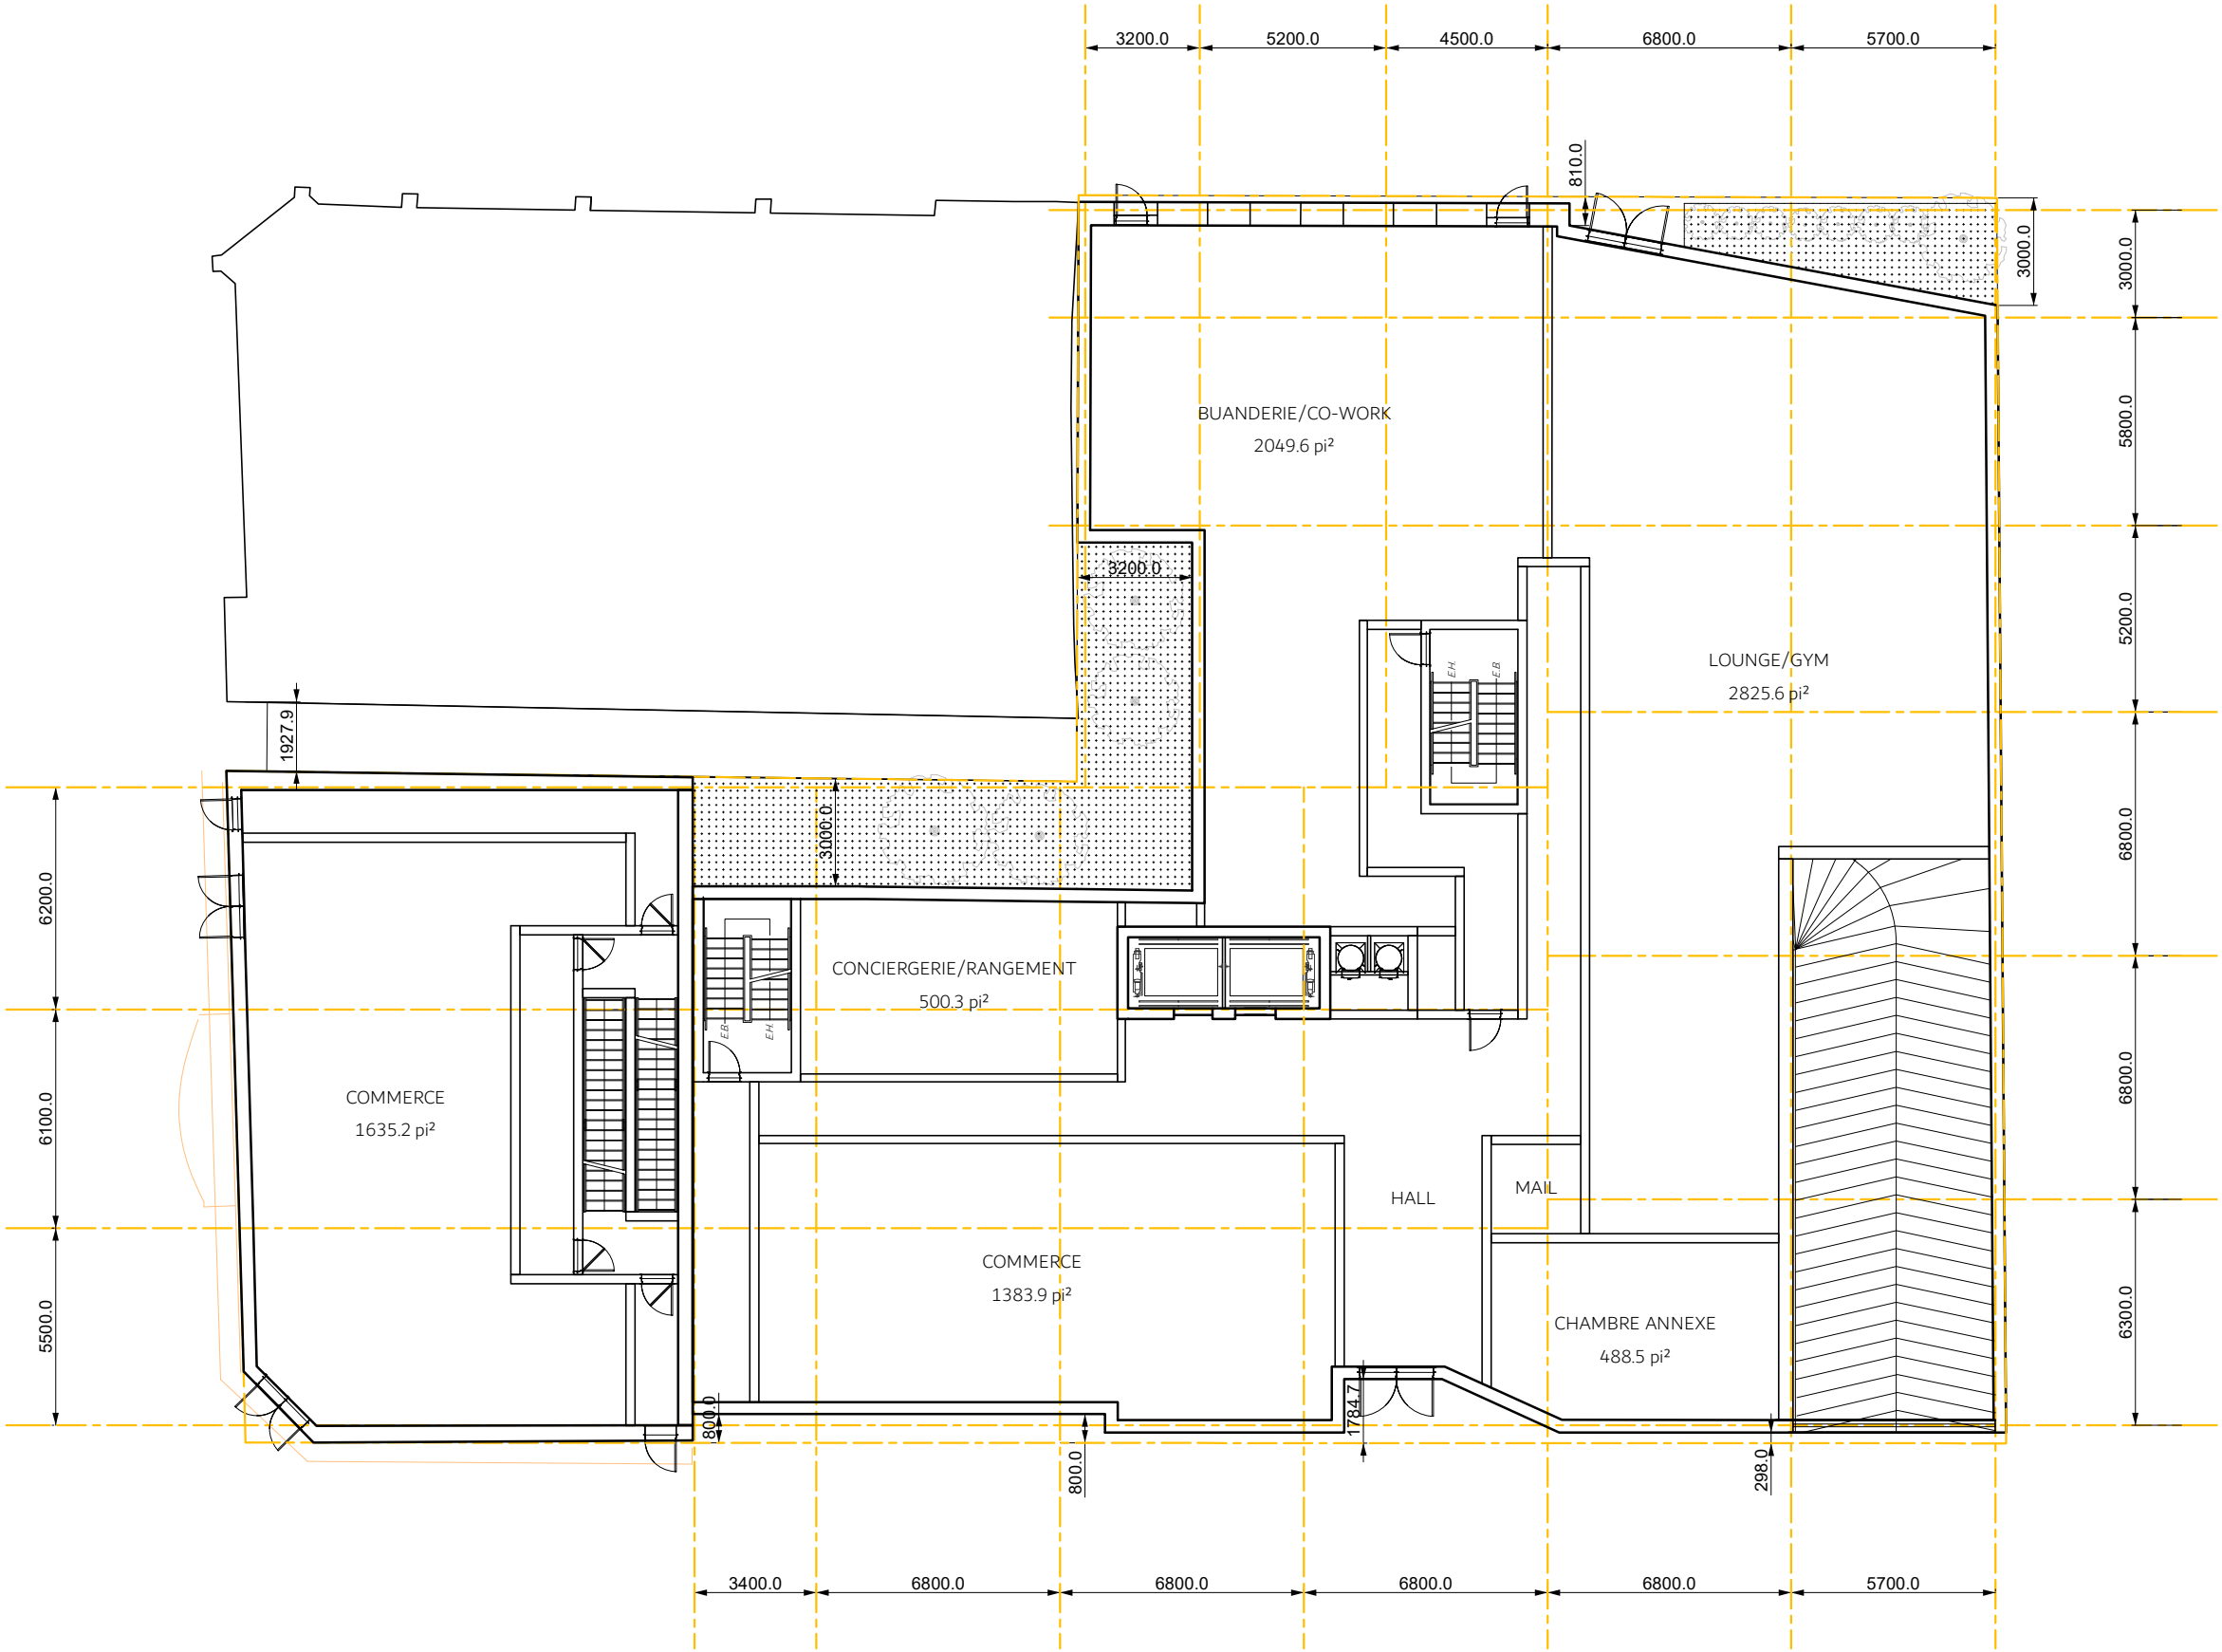 3200.0
5200.0
4500.0
6800.0
5700.0
810.0
3000.0
3000.0
BUANDERIE/CO-WORK
2049.6 pi²
5800.0
3200.0
5200.0
E.H.
E.B.
LOUNGE/GYM
2825.6 pi²
1927.9
3000.0
6800.0
6200.0
CONCIERGERIE/RANGEMENT
500.3 pi²
E.B.
E.H.
COMMERCE
1635.2 pi²
6100.0
6800.0
HALL
MAIL
COMMERCE
1383.9 pi²
CHAMBRE ANNEXE
488.5 pi²
5500.0
6300.0
800.0
1784.7
800.0
298.0
3400.0
6800.0
6800.0
6800.0
6800.0
5700.0